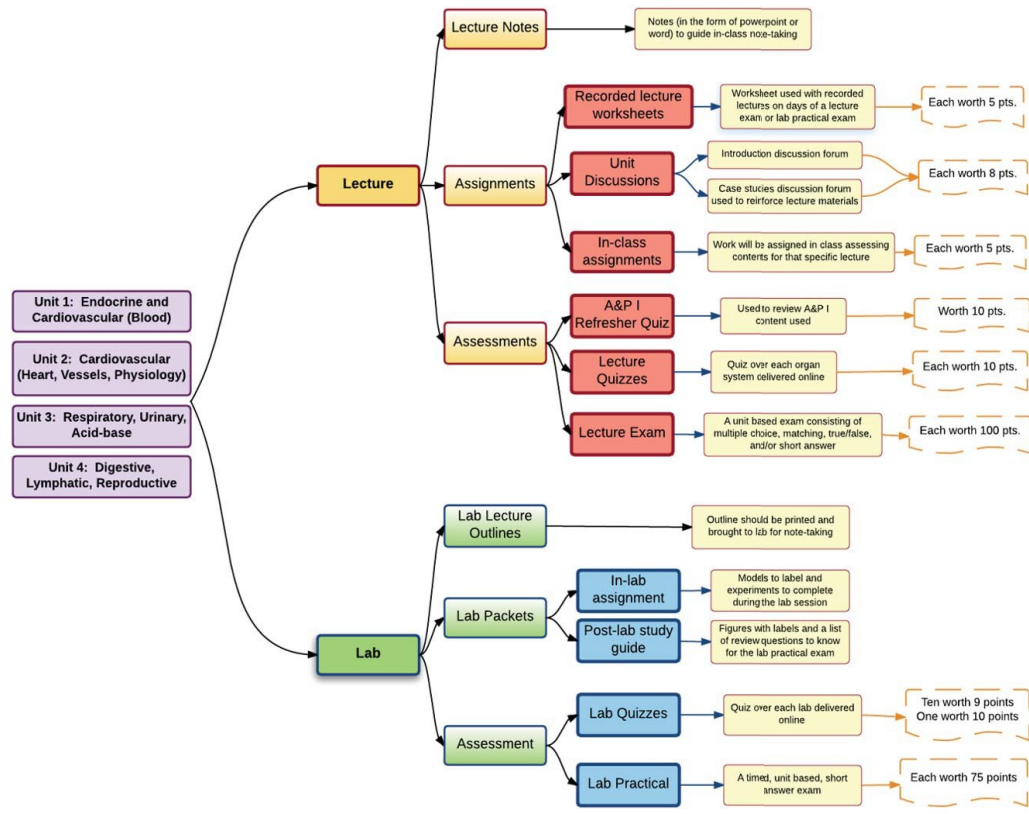 Unit 1:  Endocrine and
Cardiovascular (Blood)
Unit 2:  Cardiovascular
(Heart, Vessels, Physiology)
Unit 3:  Respiratory, Urinary,
Acid-base
Unit 4:  Digestive,
Lymphatic, Reproductive
Lecture
Lecture Notes
Notes (in the form of powerpoint or
word) to guide in-class note-taking
Assignments
Recorded lecture
worksheets
Worksheet used with recorded
lectures on days of a lecture
exam or lab practical exam
Each worth 5 pts.
Unit
Discussions
Introduction discussion forum
Case studies discussion forum
used to reinforce lecture materials
Each worth 8 pts.
In-class
assignments
Work will be assigned in class assessing
contents for that specific lecture
Each worth 5 pts.
Assessments
A&P I
Refresher Quiz
Used to review A&P I
content used
Worth 10 pts.
Lecture
Quizzes
Quiz over each organ
system delivered online
Each worth 10 pts.
Lecture Exam
A unit based exam consisting of
multiple choice, matching, true/false,
and/or short answer
Each worth 100 pts.
Lab
Lab Lecture
Outlines
Outline should be printed and
brought to lab for note-taking
Lab Packets
In-lab
assignment
Models to label and
experiments to complete
during the lab session
Post-lab study
guide
Figures with labels and a list
of review questions to know
for the lab practical exam
Assessment
Lab Quizzes
Quiz over each lab delivered
online
Ten worth 9 points
One worth 10 points
Lab Practical
A timed, unit based, short
answer exam
Each worth 75 points